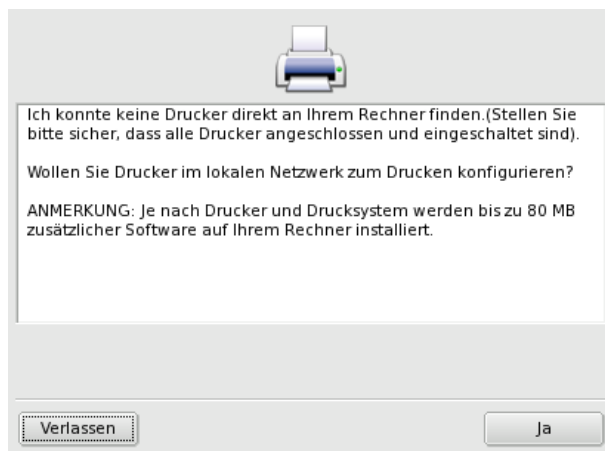 Ich konnte keine Drucker direkt an Ihrem Rechner finden.(Stellen Sie
bitte sicher, dass alle Drucker angeschlossen und eingeschaltet sind).
Wollen Sie Drucker im lokalen Netzwerk zum Drucken konfigurieren?
ANMERKUNG: Je nach Drucker und Drucksystem werden bis zu 80 MB
zusätzlicher Software auf Ihrem Rechner installiert.
Verlassen
Ja